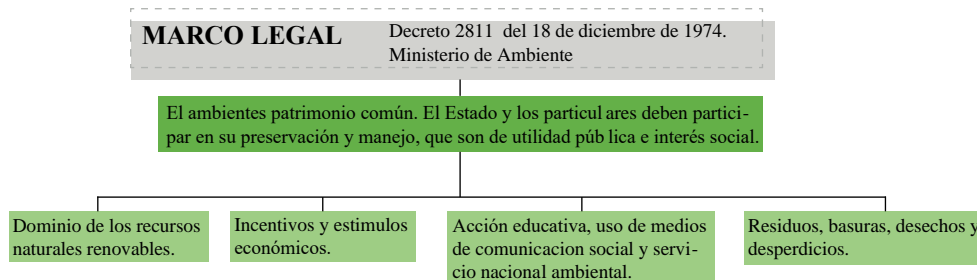 MARCO LEGAL
Decreto 2811 del 18 de diciembre de 1974.
Ministerio de Ambiente
El ambientes patrimonio común. El Estado y los particul ares deben partici-
par en su preservación y manejo, que son de utilidad púb lica e interés social.
Dominio de los recursos
naturales renovables.
Incentivos y estimulos
económicos.
Acción educativa, uso de medios
de comunicacion social y servi-
cio nacional ambiental.
Residuos, basuras, desechos y
desperdicios.